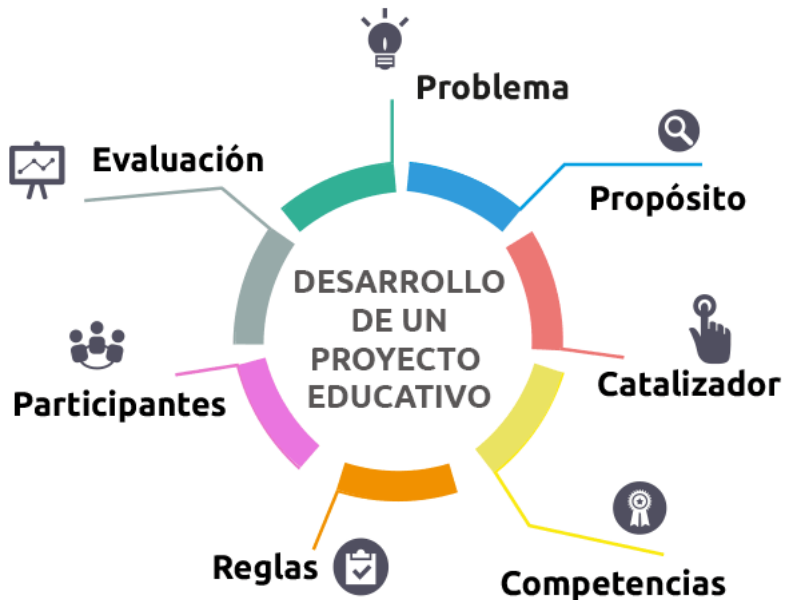 Problema
Propósito
Catalizador
Competencias
Reglas
Participantes
Evaluación
DESARROLLO
DE UN
PROYECTO
EDUCATIVO